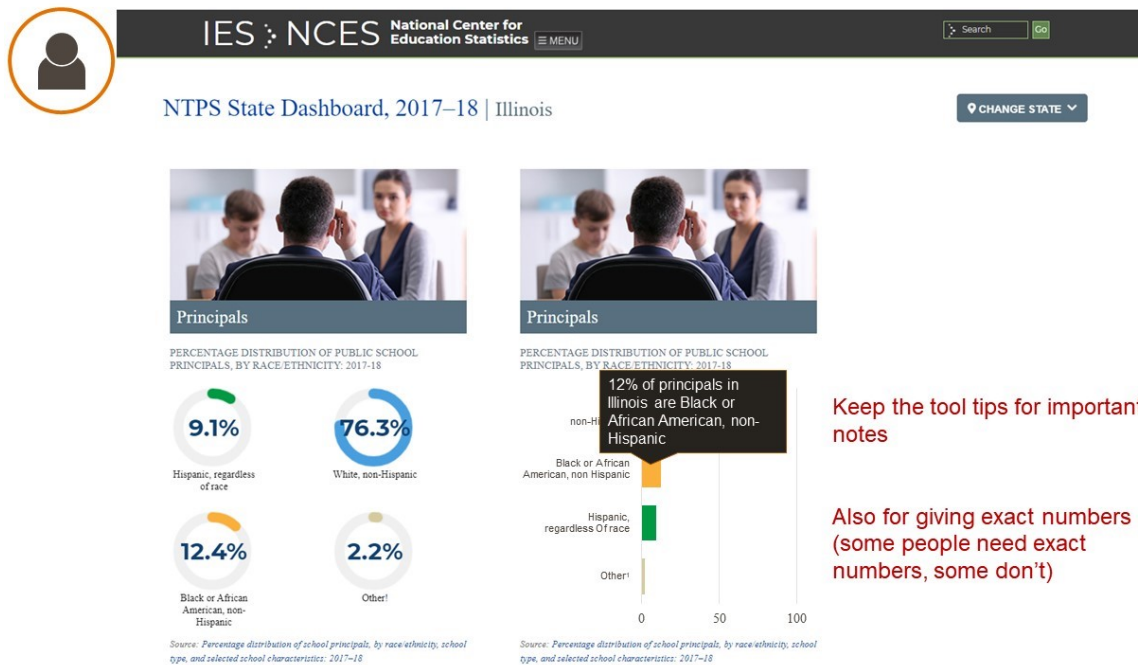 IES NCES National Center for
Education Statistics
MENU
Search
Go
NTPS State Dashboard, 2017–18 | Illinois
CHANGE STATE
Principals
PERCENTAGE DISTRIBUTION OF PUBLIC SCHOOL
PRINCIPALS, BY RACE/ETHNICITY: 2017-18
9.1%
Hispanic, regardless
of race
76.3%
White, non-Hispanic
12.4%
Black or African
American, non-
Hispanic
2.2%
Other!
Source: Percentage distribution of school principals, by race/ethnicity, school
type, and selected school characteristics: 2017–18
Principals
PERCENTAGE DISTRIBUTION OF PUBLIC SCHOOL
PRINCIPALS, BY RACE/ETHNICITY: 2017-18
12% of principals in
Illinois are Black or
African American, non-
Hispanic
Black or African
American, non Hispanic
Hispanic,
regardless Of race
Other¹
0
50
100
Source: Percentage distribution of school principals, by race/ethnicity, school
type, and selected school characteristics: 2017–18
Keep the tool tips for important
notes
Also for giving exact numbers
(some people need exact
numbers, some don't)